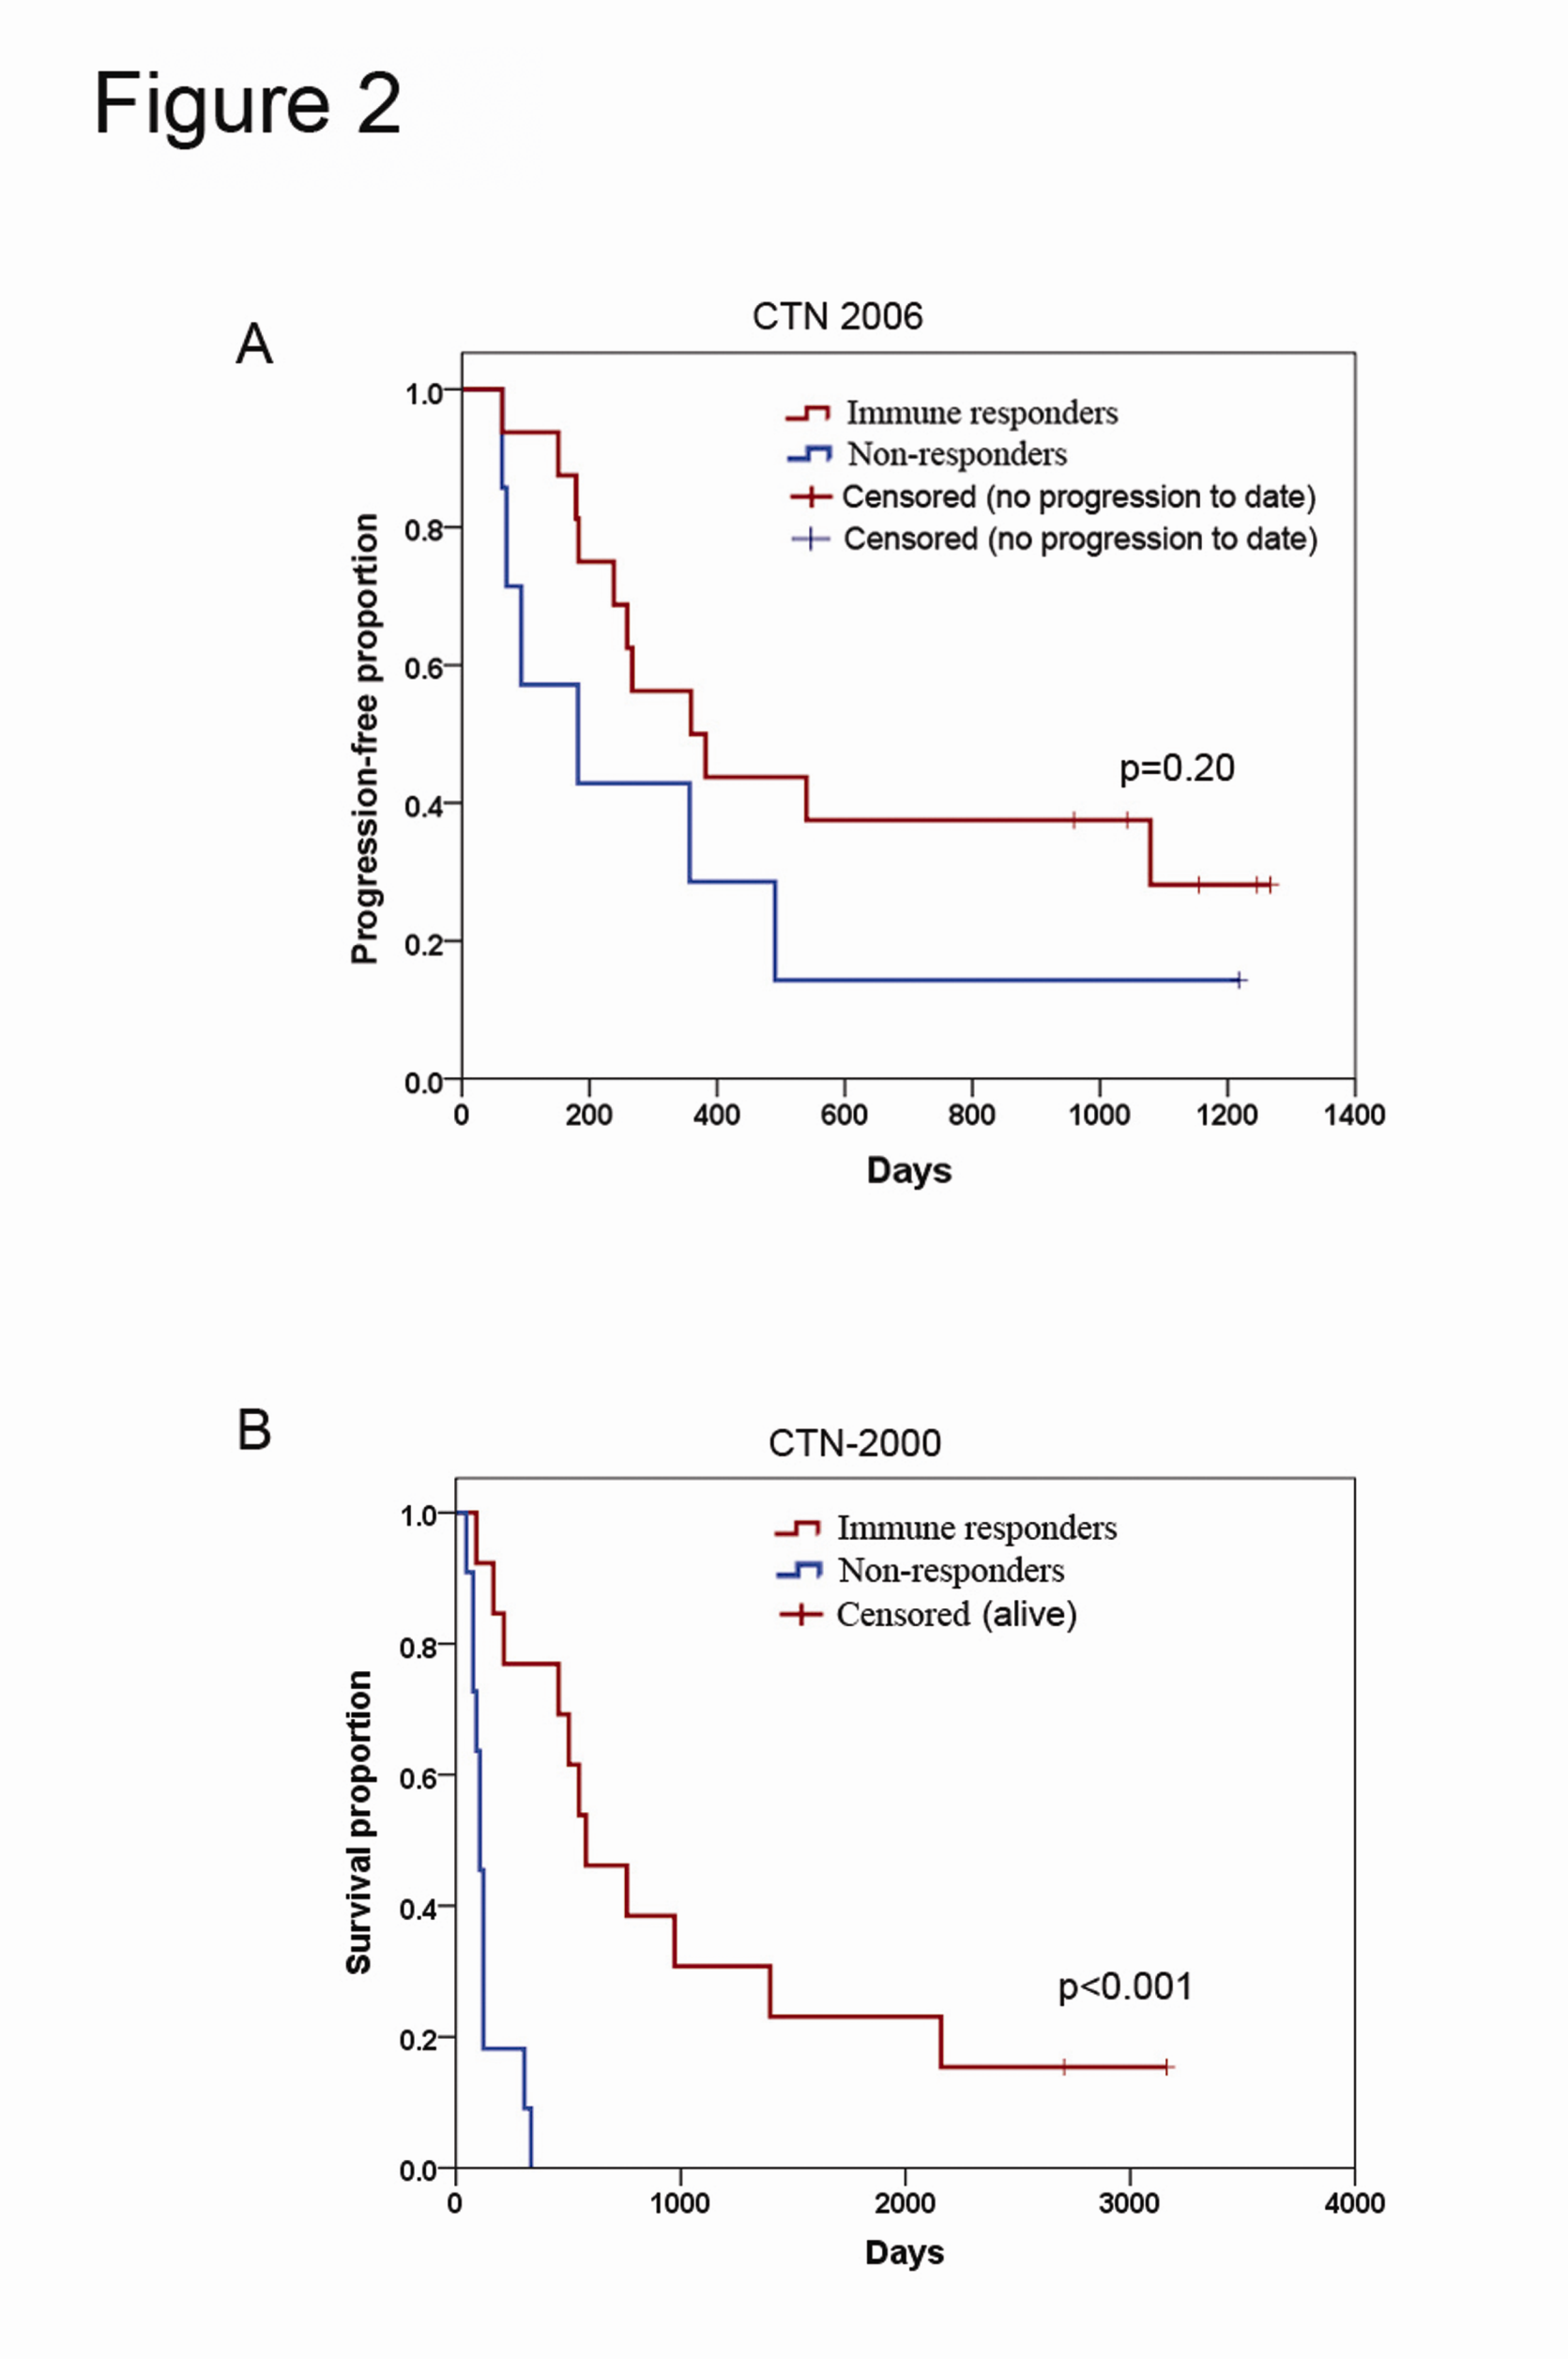 Figure 2
A
CTN 2006
Immune responders
Non-responders
Censored (no progression to date)
Censored (no progression to date)
p=0.20
Progression-free proportion
1.0
0.8
0.6
0.4
0.2
0.0
0 200 400 600 800 1000 1200 1400
Days
B
CTN-2000
Immune responders
Non-responders
Censored (alive)
p<0.001
Survival proportion
1.0
0.8
0.6
0.4
0.2
0.0
0 1000 2000 3000 4000
Days